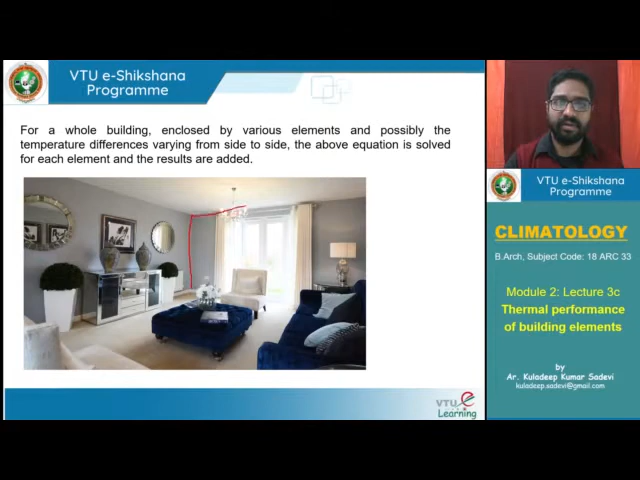 VTU e-Shikshana
Programme
For a whole building, enclosed by various elements and possibly the
temperature differences varying from side to side, the above equation is solved
for each element and the results are added.
VTU e
Learning
VTU e-Shikshana
Programme
CLIMATOLOGY
B.Arch, Subject Code: 18 ARC 33
Module 2: Lecture 3c
Thermal performance
of building elements
by
Ar. Kuladeep Kumar Sadevi
kuladeep.sadevi@gmail.com